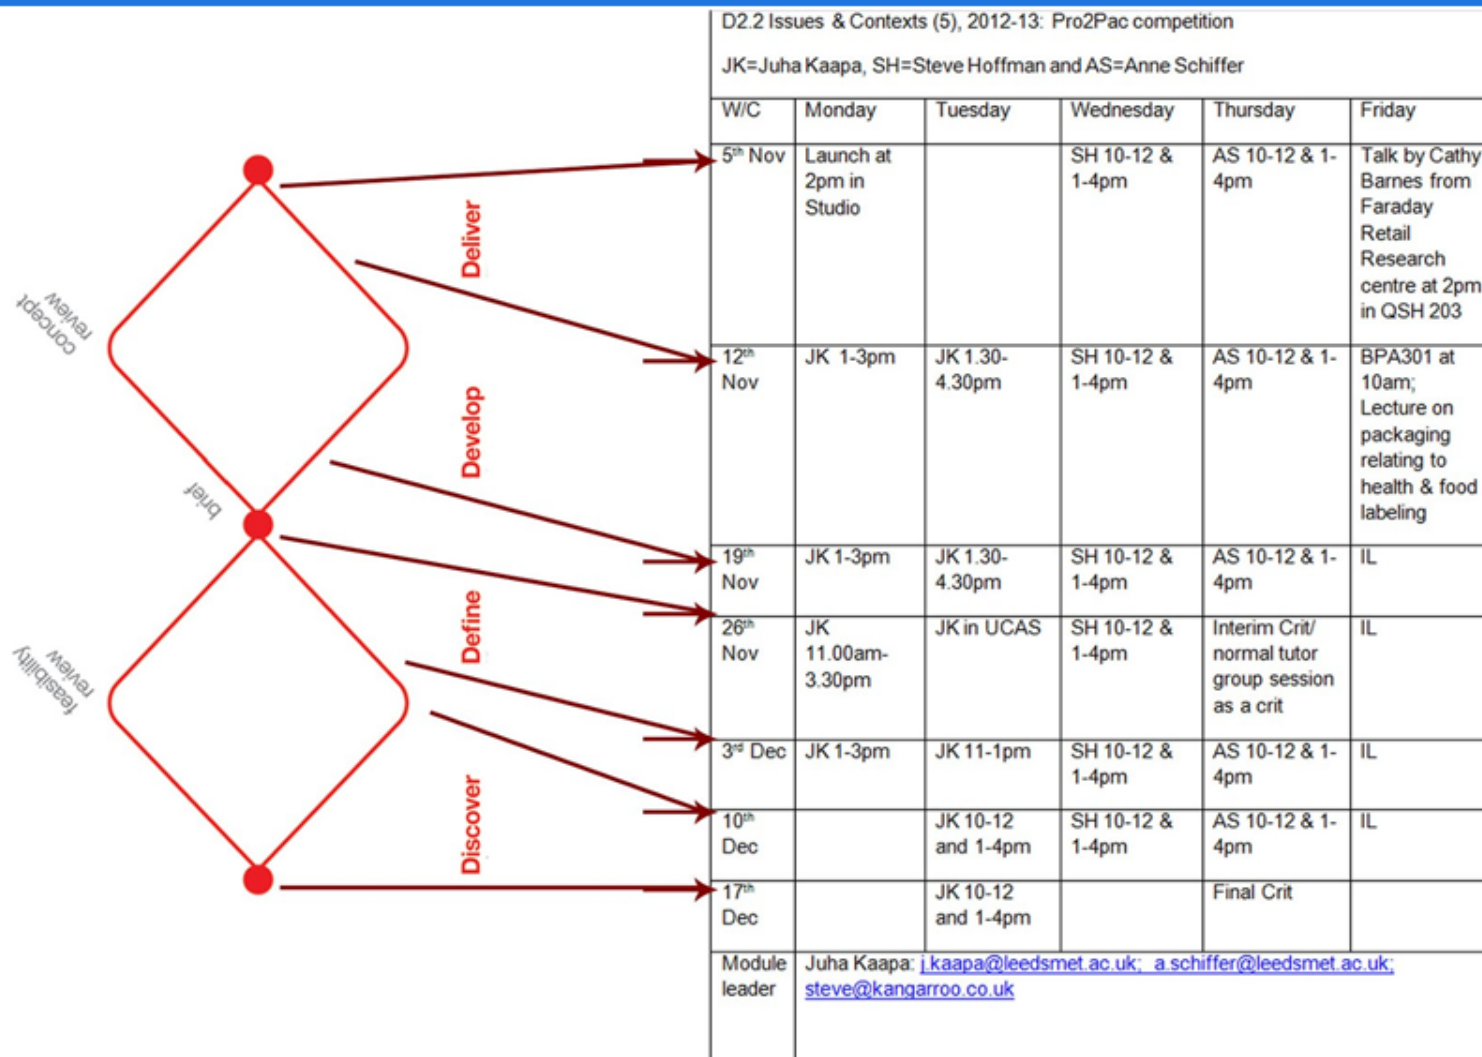 D2.2 Issues & Contexts (5), 2012-13: Pro2Pac competition
JK=Juha Kaapa, SH=Steve Hoffman and AS=Anne Schiffer
W/C Monday Tuesday Wednesday Thursday Friday
5th Nov
Launch at
2pm in
Studio
SH 10-12 &
1-4pm
AS 10-12 & 1-
4pm
Talk by Cathy
Barnes from
Faraday
Retail
Research
centre at 2pm
in QSH 203
12th
Nov
JK 1-3pm
JK 1.30-
4.30pm
SH 10-12 &
1-4pm
AS 10-12 & 1-
4pm
BPA301 at
10am;
Lecture on
packaging
relating to
health & food
labeling
19th
Nov
JK 1-3pm
JK 1.30-
4.30pm
SH 10-12 &
1-4pm
AS 10-12 & 1-
4pm
IL
26th
Nov
JK
11.00am-
3.30pm
JK in UCAS
SH 10-12 &
1-4pm
Interim Crit/
normal tutor
group session
as a crit
IL
3rd Dec
JK 1-3pm
JK 11-1pm
SH 10-12 &
1-4pm
AS 10-12 & 1-
4pm
IL
10th
Dec
JK 10-12
and 1-4pm
SH 10-12 &
1-4pm
AS 10-12 & 1-
4pm
IL
17th
Dec
JK 10-12
and 1-4pm
Final Crit
Module
leader
Juha Kaapa: j.kaapa@leedsmet.ac.uk; a.schiffer@leedsmet.ac.uk;
steve@kangarroo.co.uk
Deliver
Develop
Define
Discover
concept
review
brief
feasibility
review